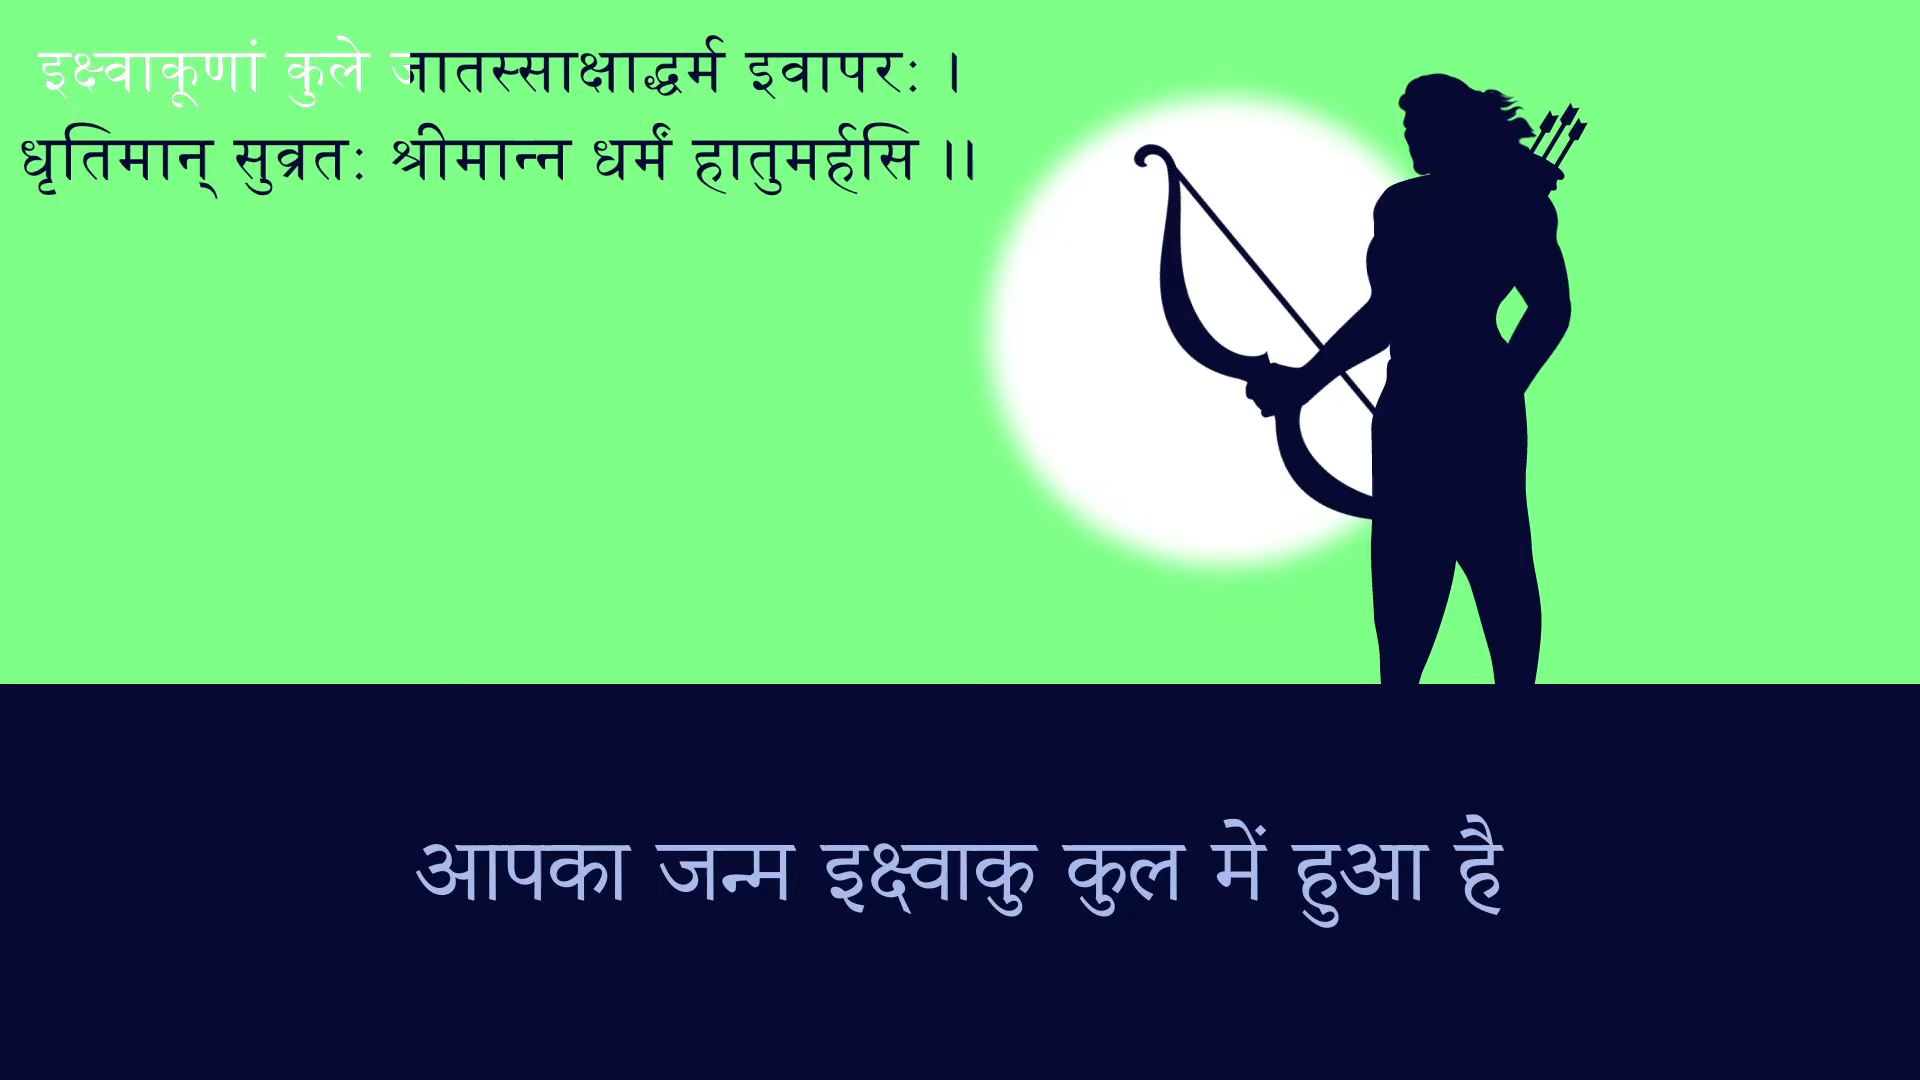 इक्ष्वाकूणां कुले जातस्साक्षाद्धर्म इवापरः ।
धृतिमान् सुव्रतः श्रीमान्न धर्मं हातुमर्हसि ।।
आपका जन्म इक्ष्वाकु कुल में हुआ है